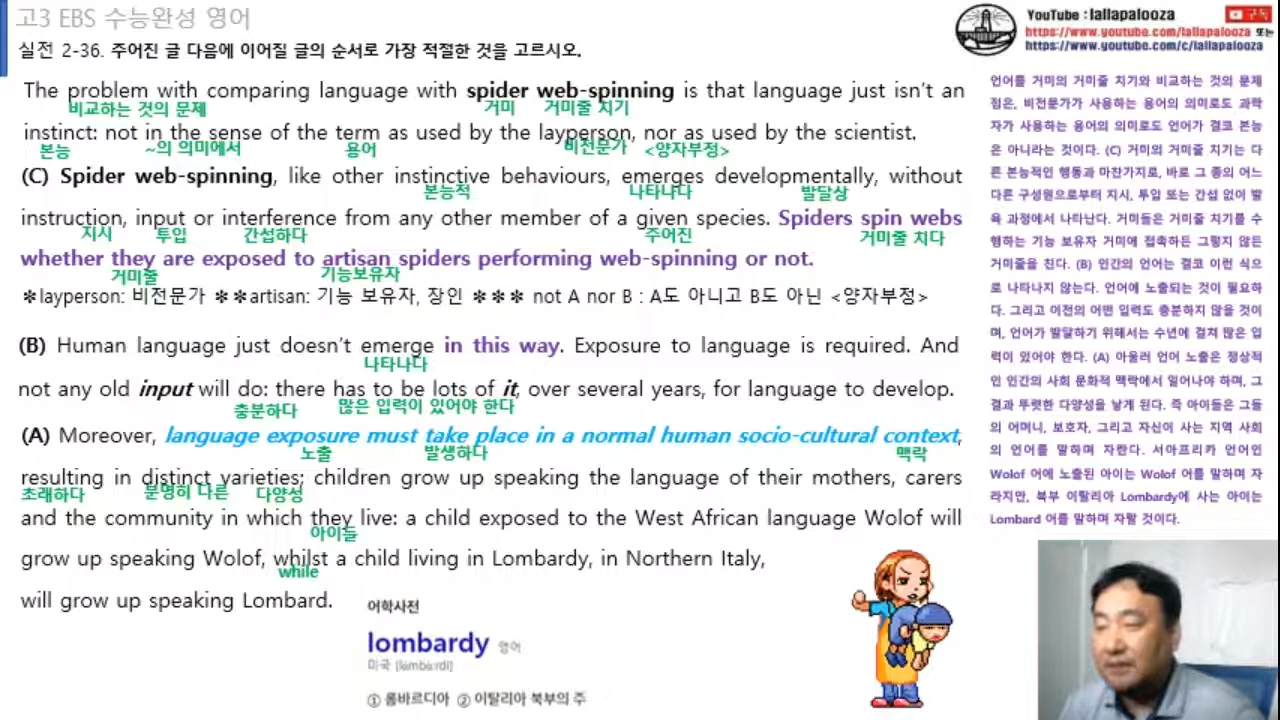 고3 EBS 수능완성 영어
실전 2-36. 주어진 글 다음에 이어질 글의 순서로 가장 적절한 것을 고르시오.
YouTube : lallapalooza
구독
https://www.youtube.com/lallapalooza 또는
https://www.youtube.com/c/lallapalooza
The problem with comparing language with spider web-spinning is that language just isn't an
비교하는 것의 문제 거미 거미줄 치기
instinct: not in the sense of the term as used by the layperson, nor as used by the scientist.
본능 ~의 의미에서 용어 비전문가 <양자부정>
(C) Spider web-spinning, like other instinctive behaviours, emerges developmentally, without
본능적 나타나다 발달상
instruction, input or interference from any other member of a given species. Spiders spin webs
지시 투입 간섭하다 주어진 거미줄 치다
whether they are exposed to artisan spiders performing web-spinning or not.
거미줄 기능보유자
✻layperson: 비전문가 ✻✻artisan: 기능 보유자, 장인 ✻✻✻ not A nor B : A도 아니고 B도 아닌 <양자부정>
(B) Human language just doesn't emerge in this way. Exposure to language is required. And
나타나다
not any old input will do: there has to be lots of it, over several years, for language to develop.
충분하다 많은 입력이 있어야 한다
(A) Moreover, language exposure must take place in a normal human socio-cultural context,
노출 발생하다 맥락
resulting in distinct varieties; children grow up speaking the language of their mothers, carers
초래하다 분명히 다른 다양성
and the community in which they live: a child exposed to the West African language Wolof will
아이들
grow up speaking Wolof, whilst a child living in Lombardy, in Northern Italy,
while
will grow up speaking Lombard.
어학사전
lombardy 영어
미국 [lámbə:rdi]
① 롬바르디아 ② 이탈리아 북부의 주
언어를 거미의 거미줄 치기와 비교하는 것의 문제
점은, 비전문가가 사용하는 용어의 의미로도 과학
자가 사용하는 용어의 의미로도 언어가 결코 본능
은 아니라는 것이다. (C) 거미의 거미줄 치기는 다
른 본능적인 행동과 마찬가지로, 바로 그 종의 어느
다른 구성원으로부터 지시, 투입 또는 간섭 없이 발
육 과정에서 나타난다. 거미들은 거미줄 치기를 수
행하는 기능 보유자 거미에 접촉하든 그렇지 않든
거미줄을 친다. (B) 인간의 언어는 결코 이런 식으
로 나타나지 않는다. 언어에 노출되는 것이 필요하
다. 그리고 이전의 어떤 입력도 충분하지 않을 것이
며, 언어가 발달하기 위해서는 수년에 걸쳐 많은 입
력이 있어야 한다. (A) 아울러 언어 노출은 정상적
인 인간의 사회 문화적 맥락에서 일어나야 하며, 그
결과 뚜렷한 다양성을 낳게 된다. 즉 아이들은 그들
의 어머니, 보호자, 그리고 자신이 사는 지역 사회
의 언어를 말하며 자란다. 서아프리카 언어인
Wolof 어에 노출된 아이는 Wolof 어를 말하며 자
라지만, 북부 이탈리아 Lombardy에 사는 아이는
Lombard 어를 말하며 자랄 것이다.